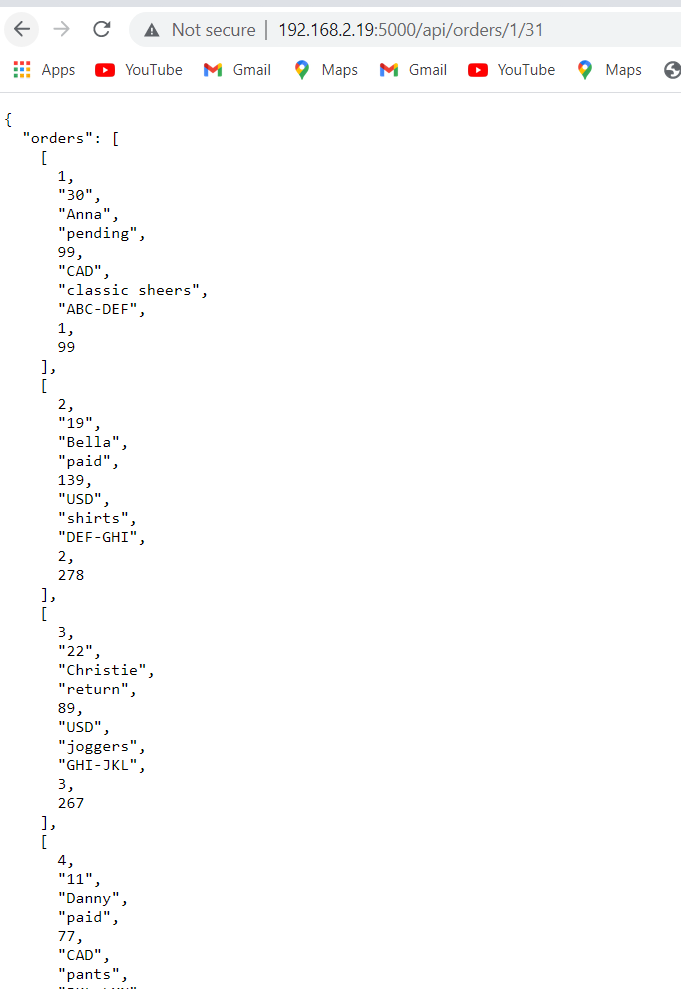 Not secure | 192.168.2.19:5000/api/orders/1/31
Apps YouTube Gmail Maps Gmail YouTube Maps
{
  "orders": [
    [
      1,
      "30",
      "Anna",
      "pending",
      99,
      "CAD",
      "classic sheers",
      "ABC-DEF",
      1,
      99
    ],
    [
      2,
      "19",
      "Bella",
      "paid",
      139,
      "USD",
      "shirts",
      "DEF-GHI",
      2,
      278
    ],
    [
      3,
      "22",
      "Christie",
      "return",
      89,
      "USD",
      "joggers",
      "GHI-JKL",
      3,
      267
    ],
    [
      4,
      "11",
      "Danny",
      "paid",
      77,
      "CAD",
      "pants",